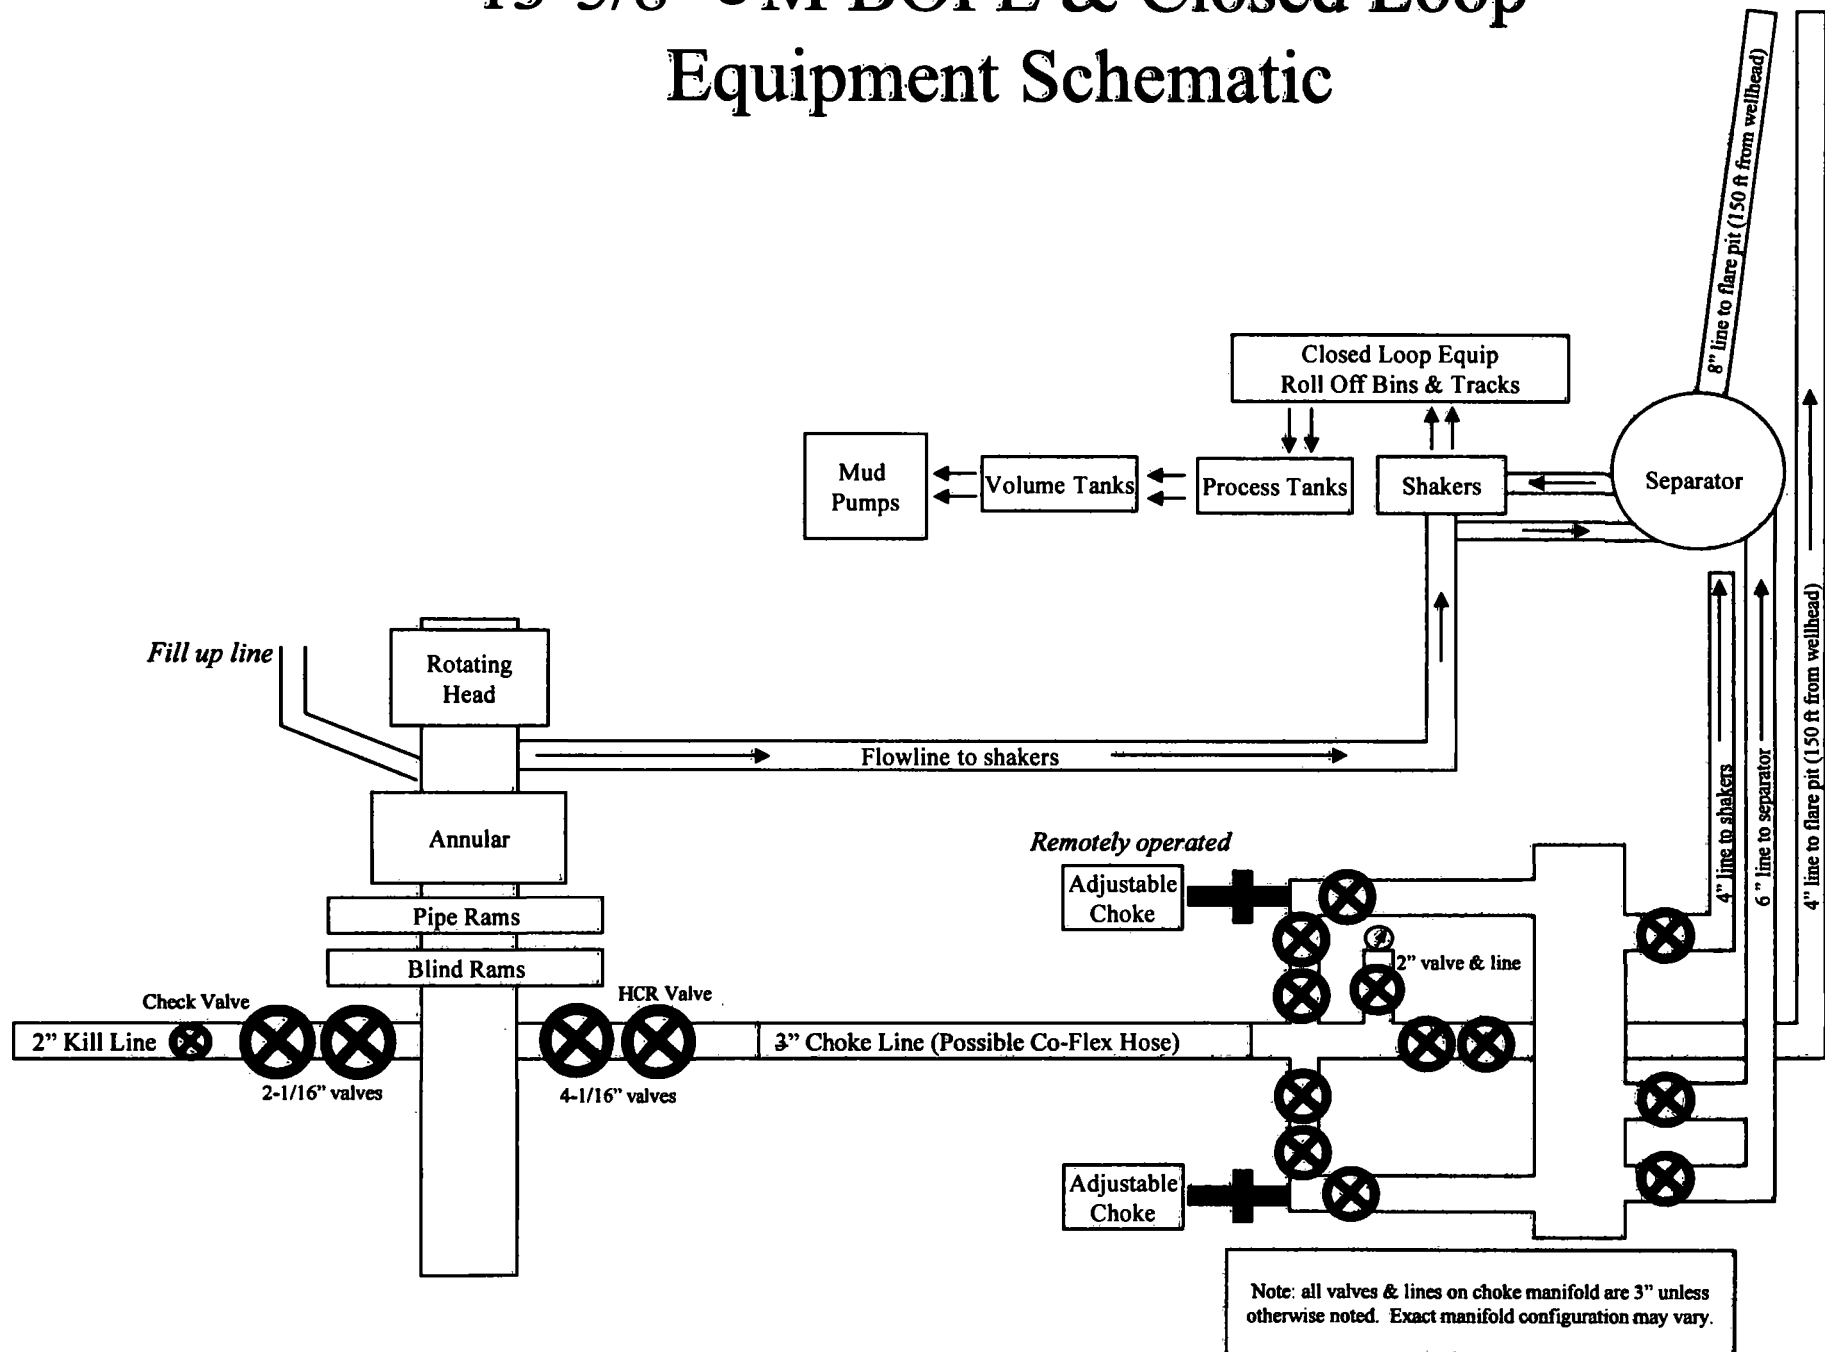 BOPE & Closed Loop
Equipment Schematic
8” line to flare pit (150 ft from wellhead)
Closed Loop Equip
Roll Off Bins & Tracks
Mud
Pumps
Volume Tanks
Process Tanks
Shakers
Separator
Fill up line
Rotating
Head
Flowline to shakers
Annular
Pipe Rams
Blind Rams
Remotely operated
Adjustable
Choke
2” valve & line
4” line to shakers
6” line to separator
4” line to flare pit (150 ft from wellhead)
Check Valve
HCR Valve
2” Kill Line
3” Choke Line (Possible Co-Flex Hose)
2-1/16” valves
4-1/16” valves
Adjustable
Choke
Note: all valves & lines on choke manifold are 3” unless
otherwise noted. Exact manifold configuration may vary.